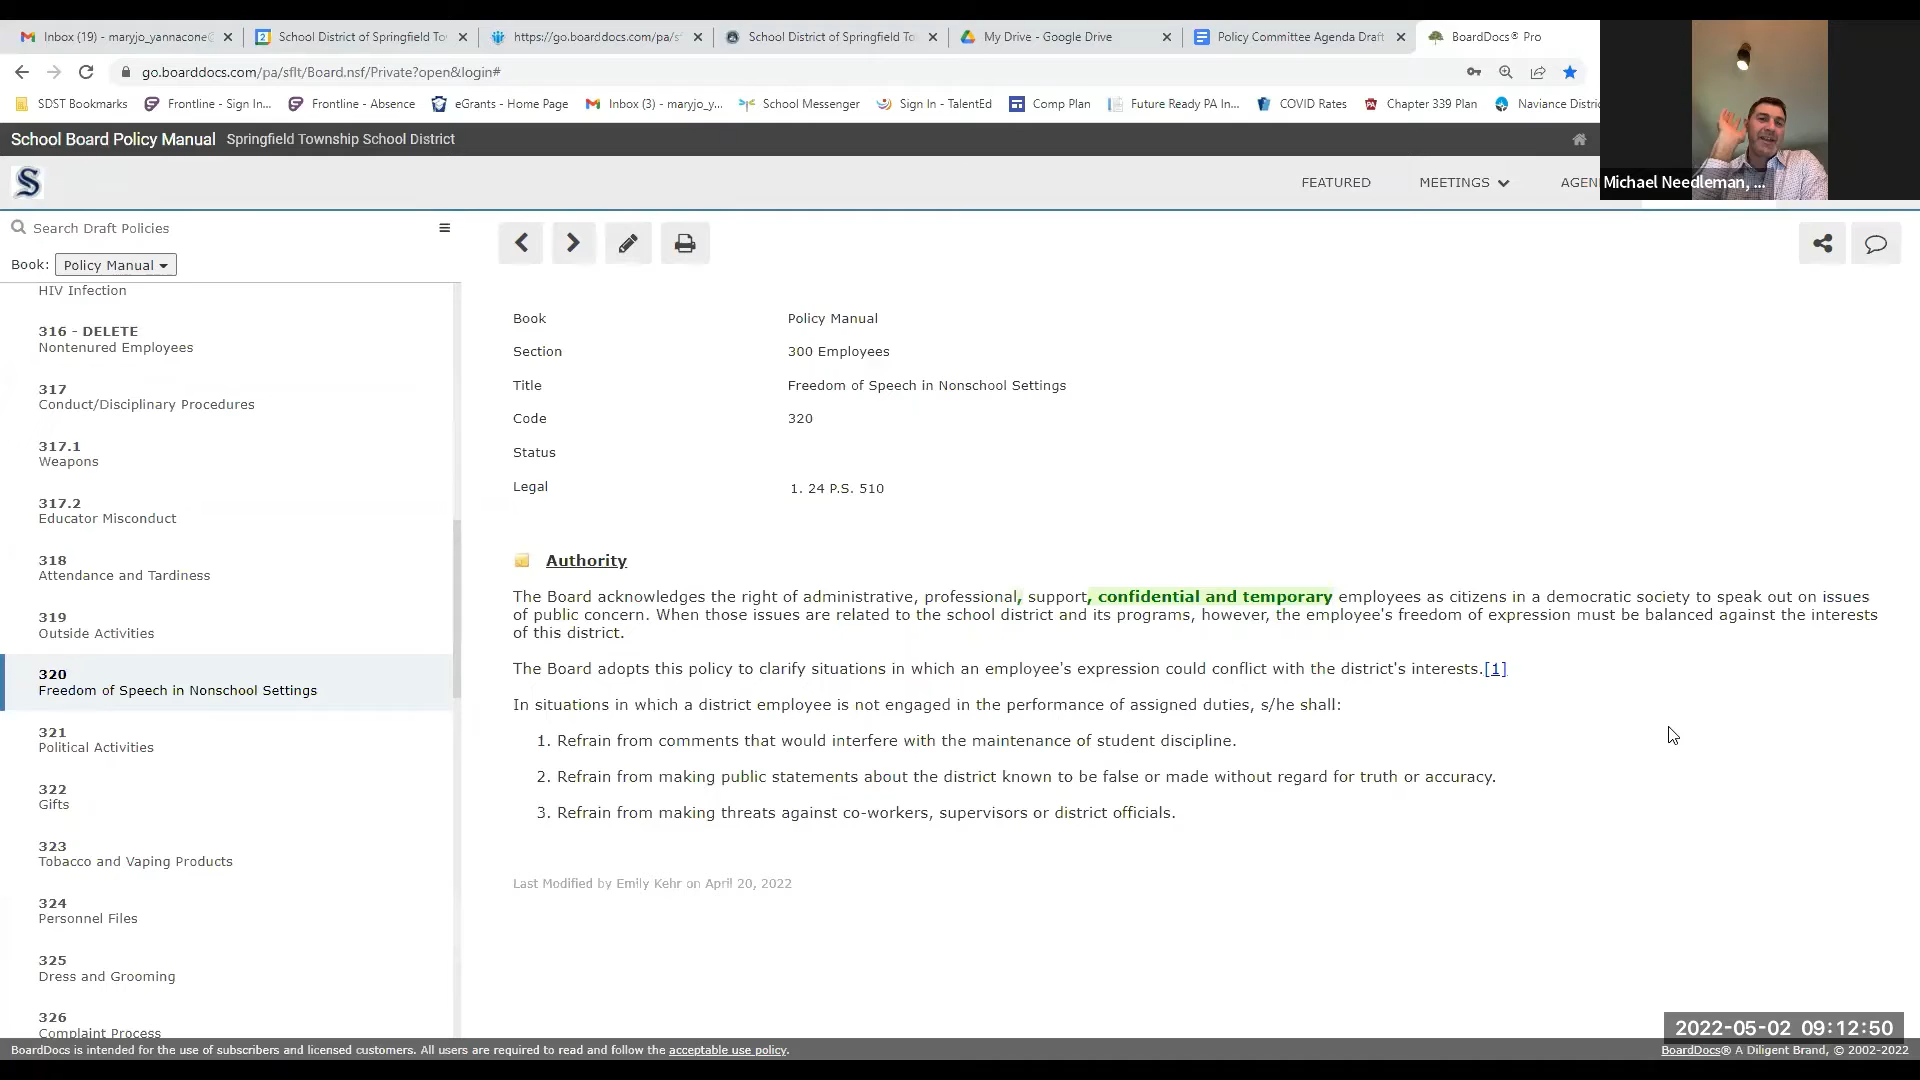 Inbox (19) - maryjo_yannacone@
School District of Springfield To
https://go.boarddocs.com/pa/s
School District of Springfield To
My Drive - Google Drive
Policy Committee Agenda Draft
BoardDocs® Pro
go.boarddocs.com/pa/sflt/Board.nsf/Private?open&login#
SDST Bookmarks
Frontline - Sign In...
Frontline - Absence
eGrants - Home Page
Inbox (3) - maryjo_y...
School Messenger
Sign In - TalentEd
Comp Plan
Future Ready PA In...
COVID Rates
Chapter 339 Plan
Naviance Distric
School Board Policy Manual Springfield Township School District
FEATURED
MEETINGS
AGEN
Michael Needleman, ...
Search Draft Policies
Book: Policy Manual
HIV Infection
316 - DELETE
Nontenured Employees
317
Conduct/Disciplinary Procedures
317.1
Weapons
317.2
Educator Misconduct
318
Attendance and Tardiness
319
Outside Activities
320
Freedom of Speech in Nonschool Settings
321
Political Activities
322
Gifts
323
Tobacco and Vaping Products
324
Personnel Files
325
Dress and Grooming
326
Complaint Process
Book Policy Manual
Section 300 Employees
Title Freedom of Speech in Nonschool Settings
Code 320
Status
Legal 1. 24 P.S. 510
Authority
The Board acknowledges the right of administrative, professional, support, confidential and temporary employees as citizens in a democratic society to speak out on issues
of public concern. When those issues are related to the school district and its programs, however, the employee's freedom of expression must be balanced against the interests
of this district.
The Board adopts this policy to clarify situations in which an employee's expression could conflict with the district's interests.[1]
In situations in which a district employee is not engaged in the performance of assigned duties, s/he shall:
1. Refrain from comments that would interfere with the maintenance of student discipline.
2. Refrain from making public statements about the district known to be false or made without regard for truth or accuracy.
3. Refrain from making threats against co-workers, supervisors or district officials.
Last Modified by Emily Kehr on April 20, 2022
2022-05-02 09:12:50
BoardDocs is intended for the use of subscribers and licensed customers. All users are required to read and follow the acceptable use policy.
BoardDocs® A Diligent Brand, © 2002-2022